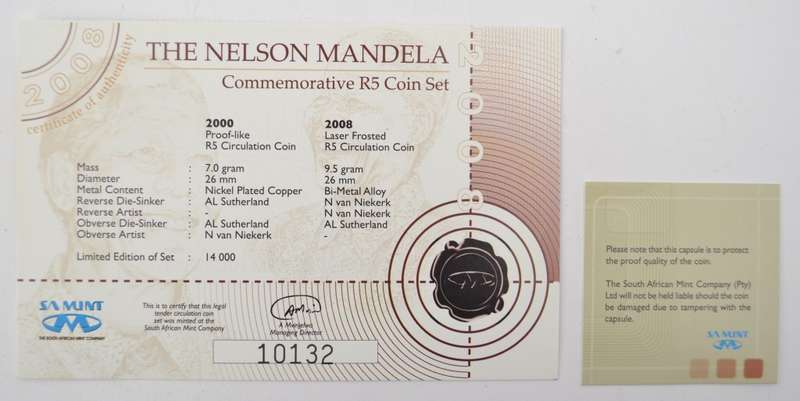 2008
certificate of authenticity
THE NELSON MANDELA
Commemorative R5 Coin Set
2008
2000 2008
Proof-like Laser Frosted
R5 Circulation Coin R5 Circulation Coin
Mass : 7.0 gram 9.5 gram
Diameter : 26 mm 26 mm
Metal Content : Nickel Plated Copper Bi-Metal Alloy
Reverse Die-Sinker : AL Sutherland N van Niekerk
Reverse Artist : - N van Niekerk
Obverse Die-Sinker : AL Sutherland AL Sutherland
Obverse Artist : N van Niekerk -
Limited Edition of Set : 14 000
SA MINT
THE SOUTH AFRICAN MINT COMPANY
This is to certify that this legal
tender circulation coin
set was minted at the
South African Mint Company
Managing Director
10132
Please note that this capsule is to protect
the proof quality of the coin.
The South African Mint Company (Pty)
Ltd will not be held liable should the coin
be damaged due to tampering with the
capsule.
SA MINT